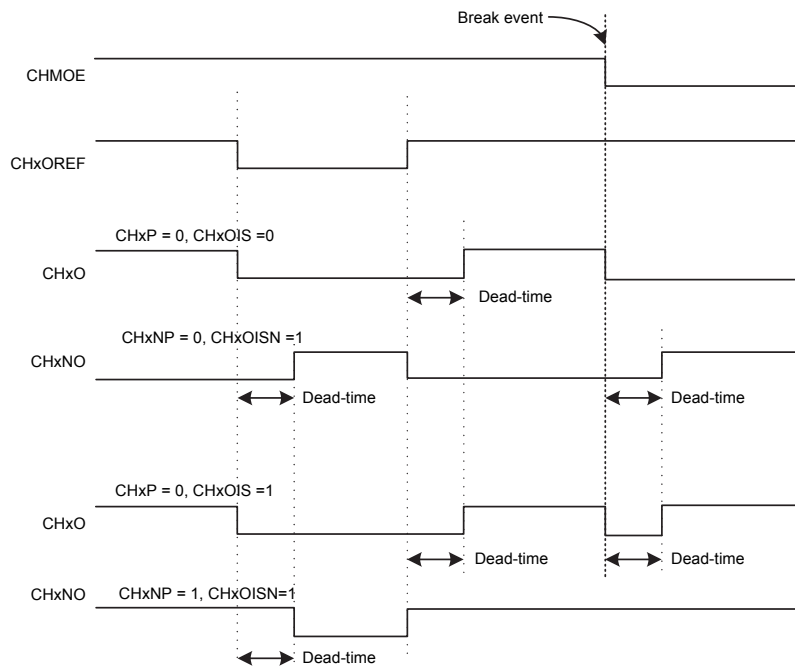 Break event
CHMOE
CHxOREF
CHxP = 0, CHxOIS =0
CHxO
Dead-time
CHxNP = 0, CHxOISN =1
CHxNO
Dead-time
Dead-time
CHxP = 0, CHxOIS =1
CHxO
Dead-time
Dead-time
CHxNO
CHxNP = 1, CHxOISN=1
Dead-time